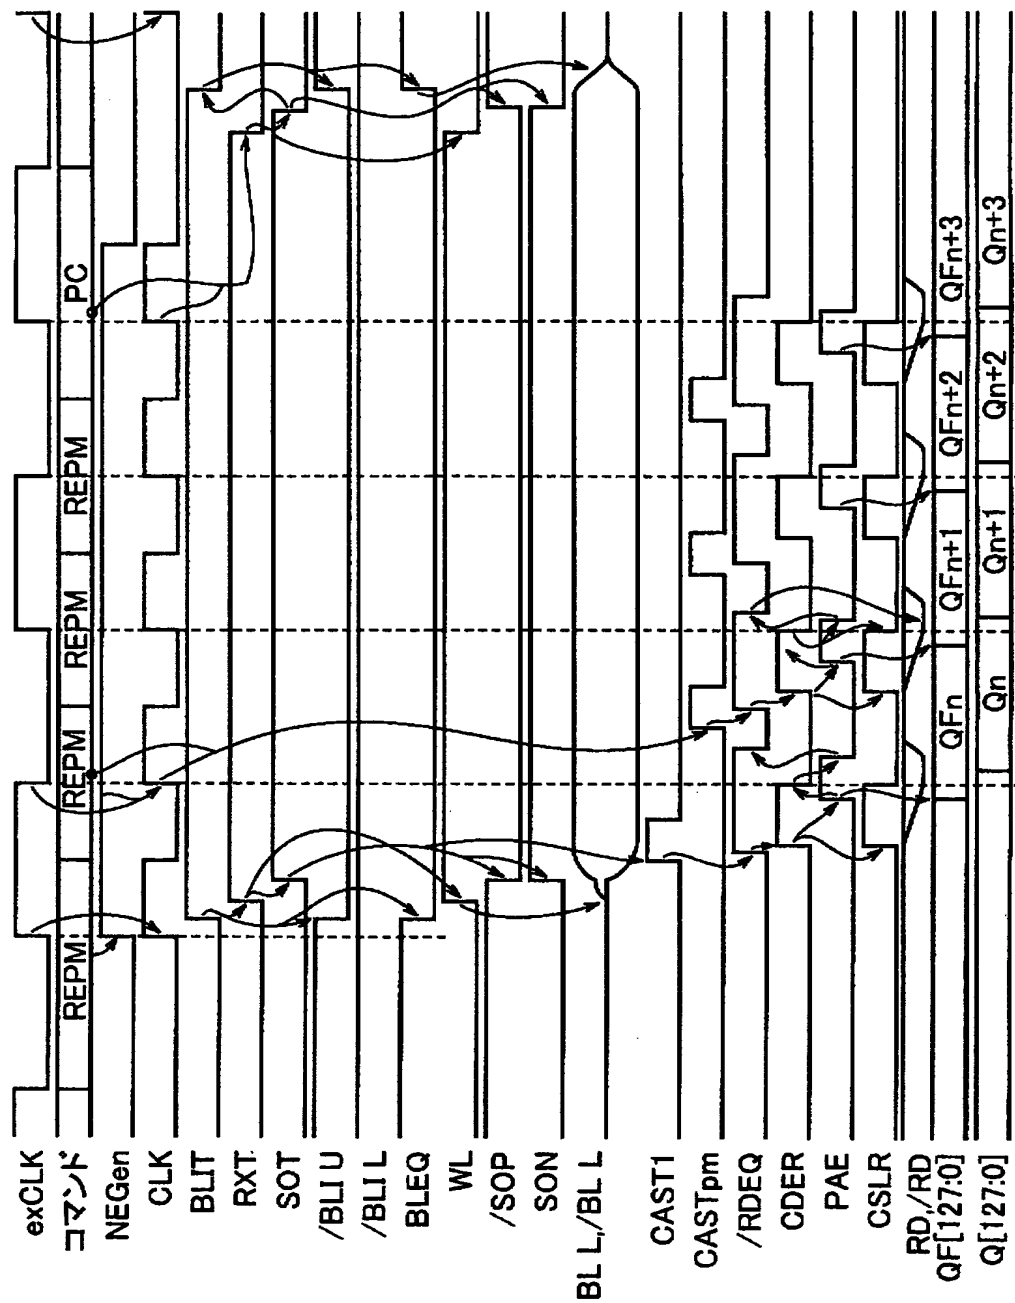 exCLK
コマンド
REPM
REPM
REPM
REPM
PC
NEGen
CLK
BLIT
RXT
SOT
/BLI U
/BLI L
BLEQ
WL
/SOP
SON
BL L,/BL L
CAST1
CASTpm
/RDEQ
CDER
PAE
CSLR
RD,/RD
QF[127:0]
QFn
QFn+1
QFn+2
QFn+3
Q[127:0]
Qn
Qn+1
Qn+2
Qn+3